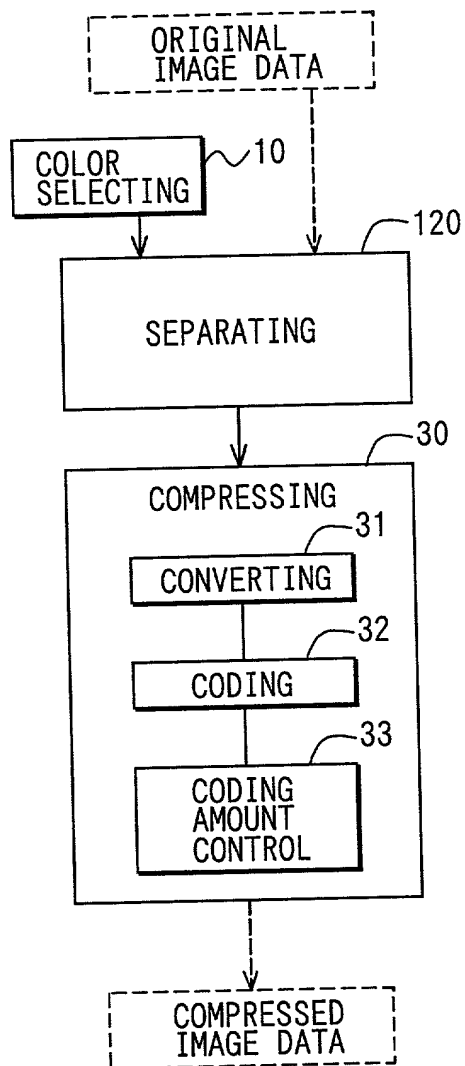 ORIGINAL
IMAGE DATA
COLOR
SELECTING
10
120
SEPARATING
30
COMPRESSING
31
CONVERTING
32
CODING
33
CODING
AMOUNT
CONTROL
COMPRESSED
IMAGE DATA